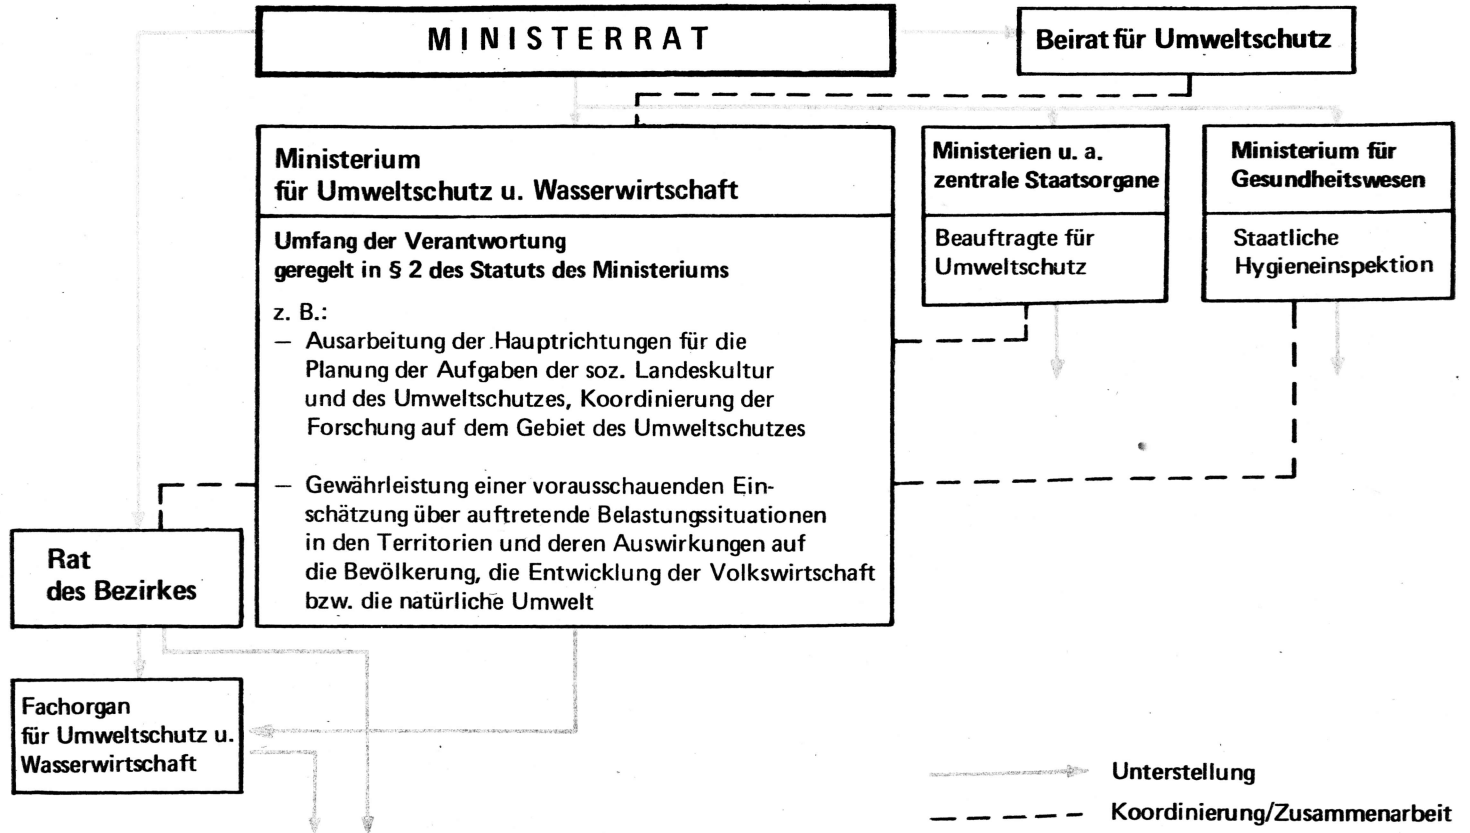 MINISTERRAT
Beirat für Umweltschutz
Ministerium
für Umweltschutz u. Wasserwirtschaft
Umfang der Verantwortung
geregelt in § 2 des Statuts des Ministeriums
z. B.:
— Ausarbeitung der Hauptrichtungen für die
Planung der Aufgaben der soz. Landeskultur
und des Umweltschutzes, Koordinierung der
Forschung auf dem Gebiet des Umweltschutzes
— Gewährleistung einer vorausschauenden Ein-
schätzung über auftretende Belastungssituationen
in den Territorien und deren Auswirkungen auf
die Bevölkerung, die Entwicklung der Volkswirtschaft
bzw. die natürliche Umwelt
Ministerien u. a.
zentrale Staatsorgane
Beauftragte für
Umweltschutz
Ministerium für
Gesundheitswesen
Staatliche
Hygieneinspektion
Rat
des Bezirkes
Fachorgan
für Umweltschutz u.
Wasserwirtschaft
Unterstellung
Koordinierung/Zusammenarbeit